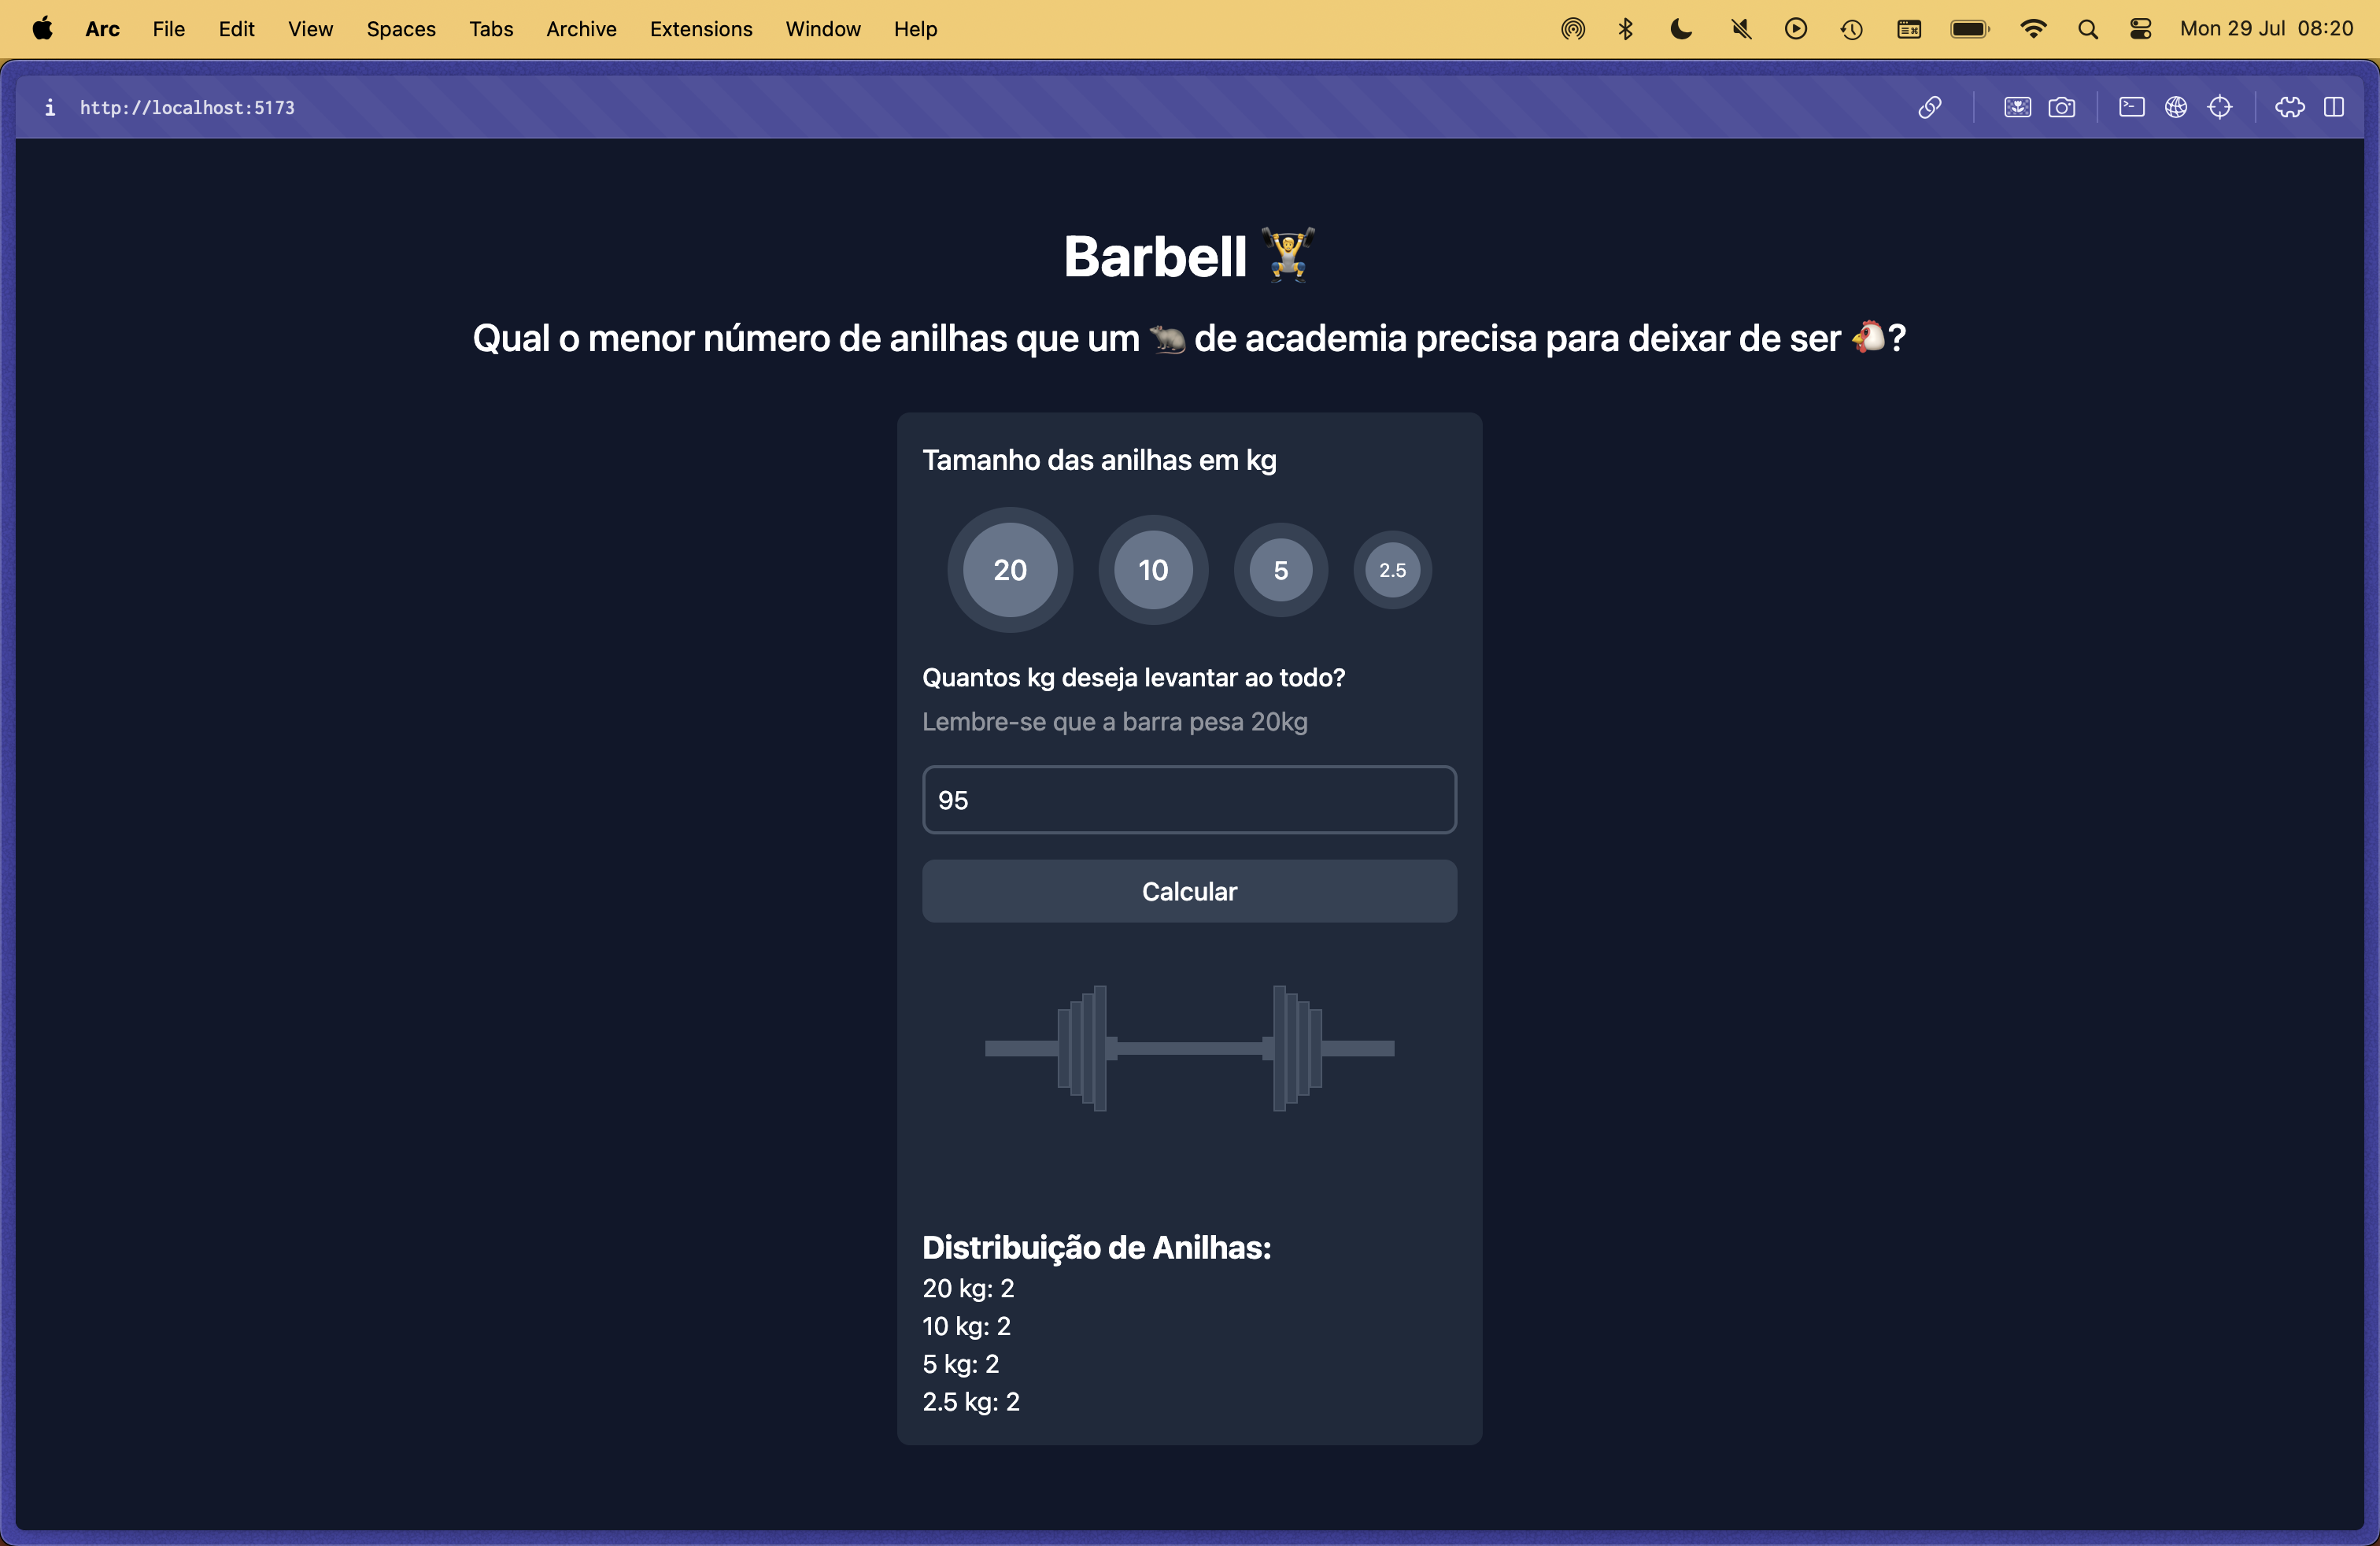 Arc File Edit View Spaces Tabs Archive Extensions Window Help Mon 29 Jul 08:20
http://localhost:5173
Barbell 🏋️
Qual o menor número de anilhas que um 🐀 de academia precisa para deixar de ser 🐔?
Tamanho das anilhas em kg
20 10 5 2.5
Quantos kg deseja levantar ao todo?
Lembre-se que a barra pesa 20kg
95
Calcular
Distribuição de Anilhas:
20 kg: 2
10 kg: 2
5 kg: 2
2.5 kg: 2